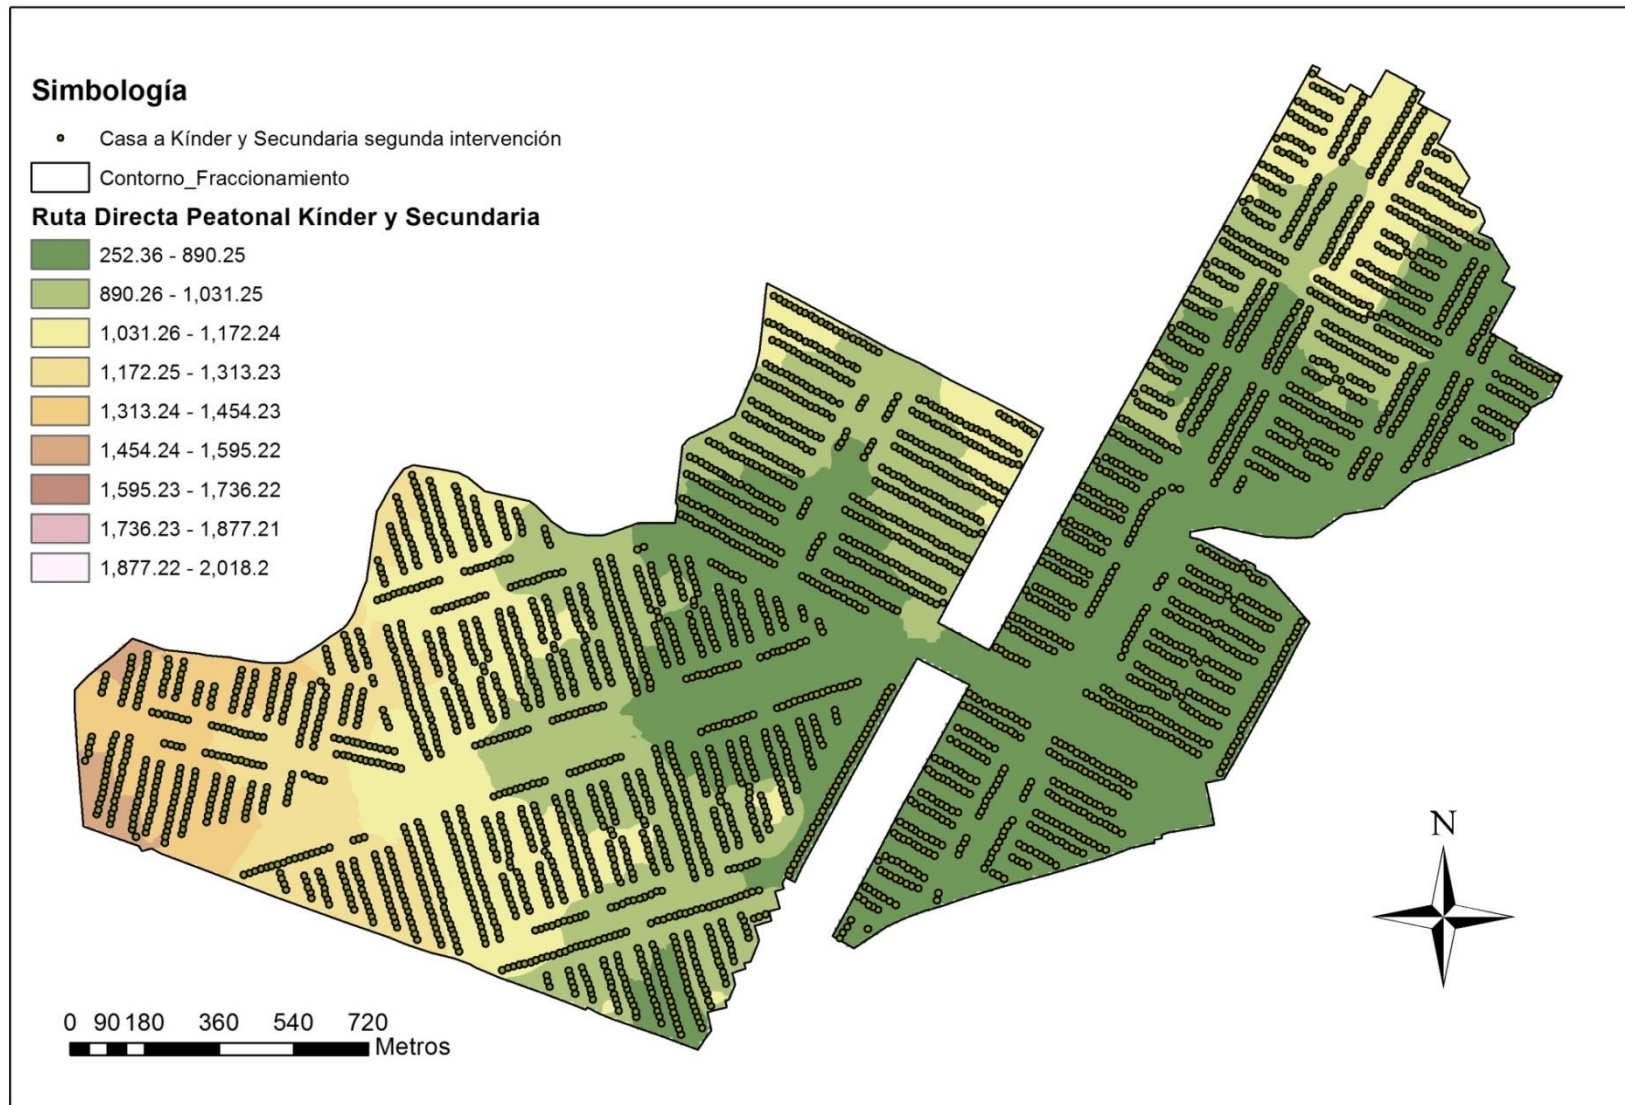 Simbología
Casa a Kínder y Secundaria segunda intervención
Contorno_Fraccionamiento
Ruta Directa Peatonal Kínder y Secundaria
252.36 - 890.25
890.26 - 1,031.25
1,031.26 - 1,172.24
1,172.25 - 1,313.23
1,313.24 - 1,454.23
1,454.24 - 1,595.22
1,595.23 - 1,736.22
1,736.23 - 1,877.21
1,877.22 - 2,018.2
N
0 90 180 360 540 720
Metros